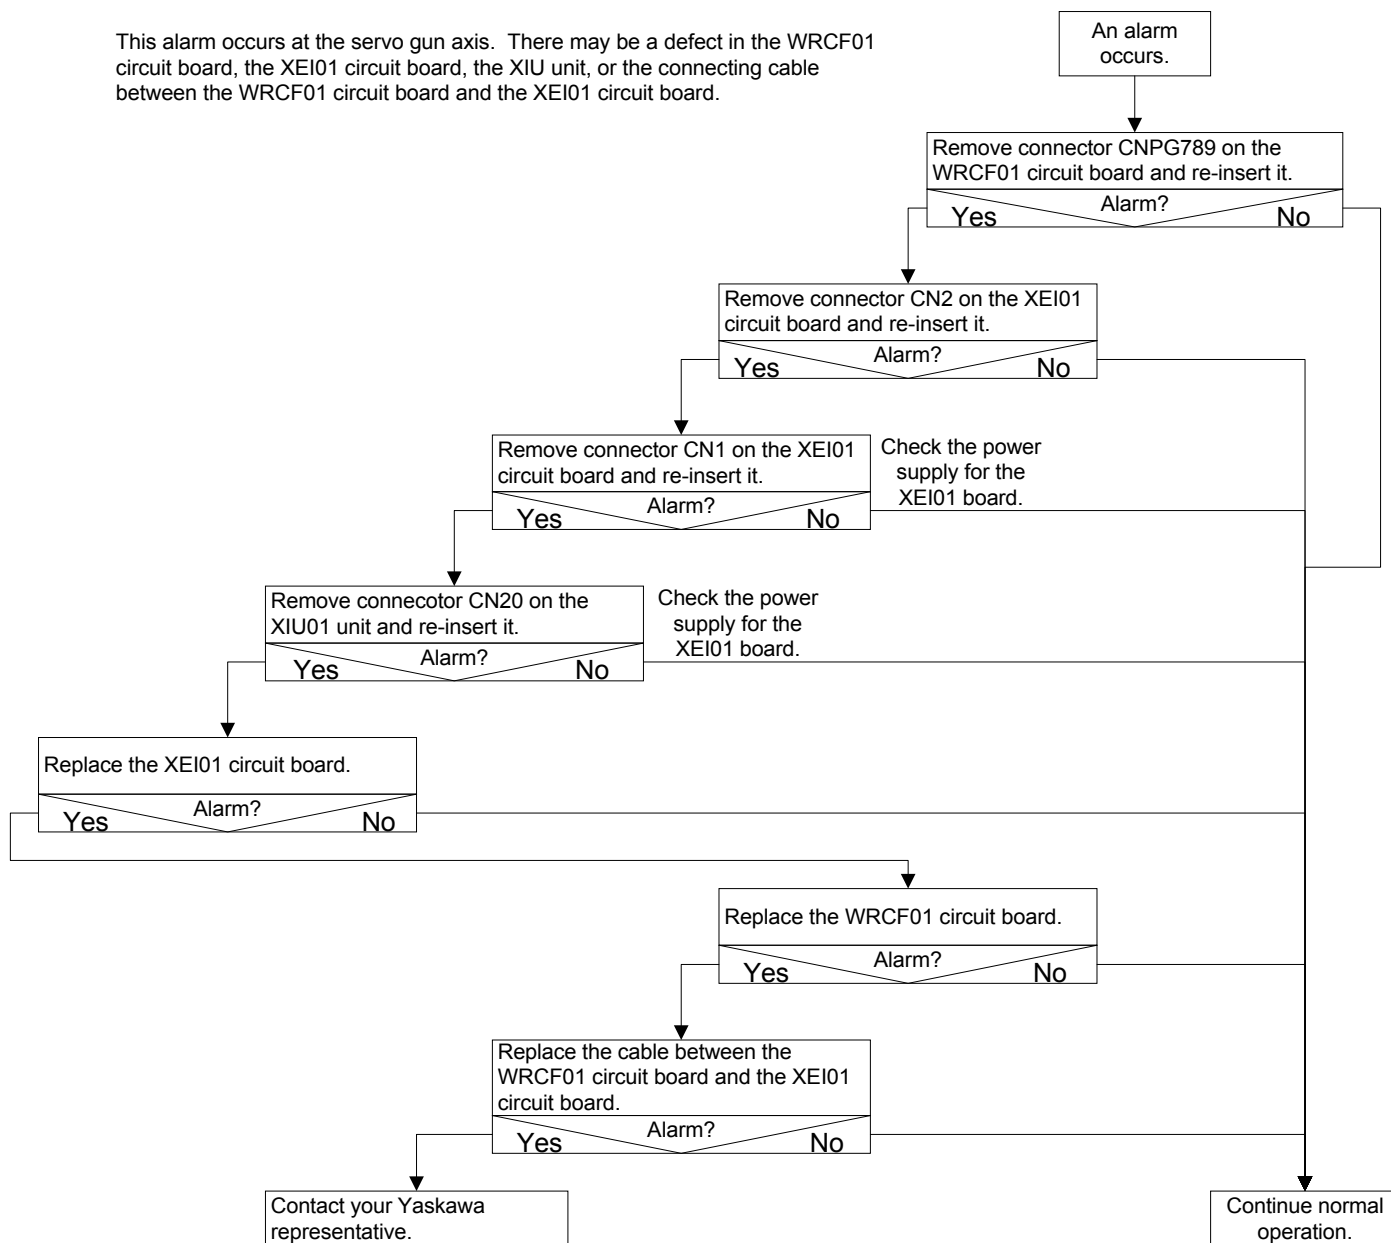 This alarm occurs at the servo gun axis.  There may be a defect in the WRCF01
circuit board, the XEI01 circuit board, the XIU unit, or the connecting cable
between the WRCF01 circuit board and the XEI01 circuit board.
An alarm
occurs.
Remove connector CNPG789 on the
WRCF01 circuit board and re-insert it.
Alarm?
Yes
No
Remove connector CN2 on the XEI01
circuit board and re-insert it.
Alarm?
Yes
No
Remove connector CN1 on the XEI01
circuit board and re-insert it.
Alarm?
Yes
No
Check the power
supply for the
XEI01 board.
Remove connecotor CN20 on the
XIU01 unit and re-insert it.
Alarm?
Yes
No
Check the power
supply for the
XEI01 board.
Replace the XEI01 circuit board.
Alarm?
Yes
No
Replace the WRCF01 circuit board.
Alarm?
Yes
No
Replace the cable between the
WRCF01 circuit board and the XEI01
circuit board.
Alarm?
Yes
No
Contact your Yaskawa
representative.
Continue normal
operation.